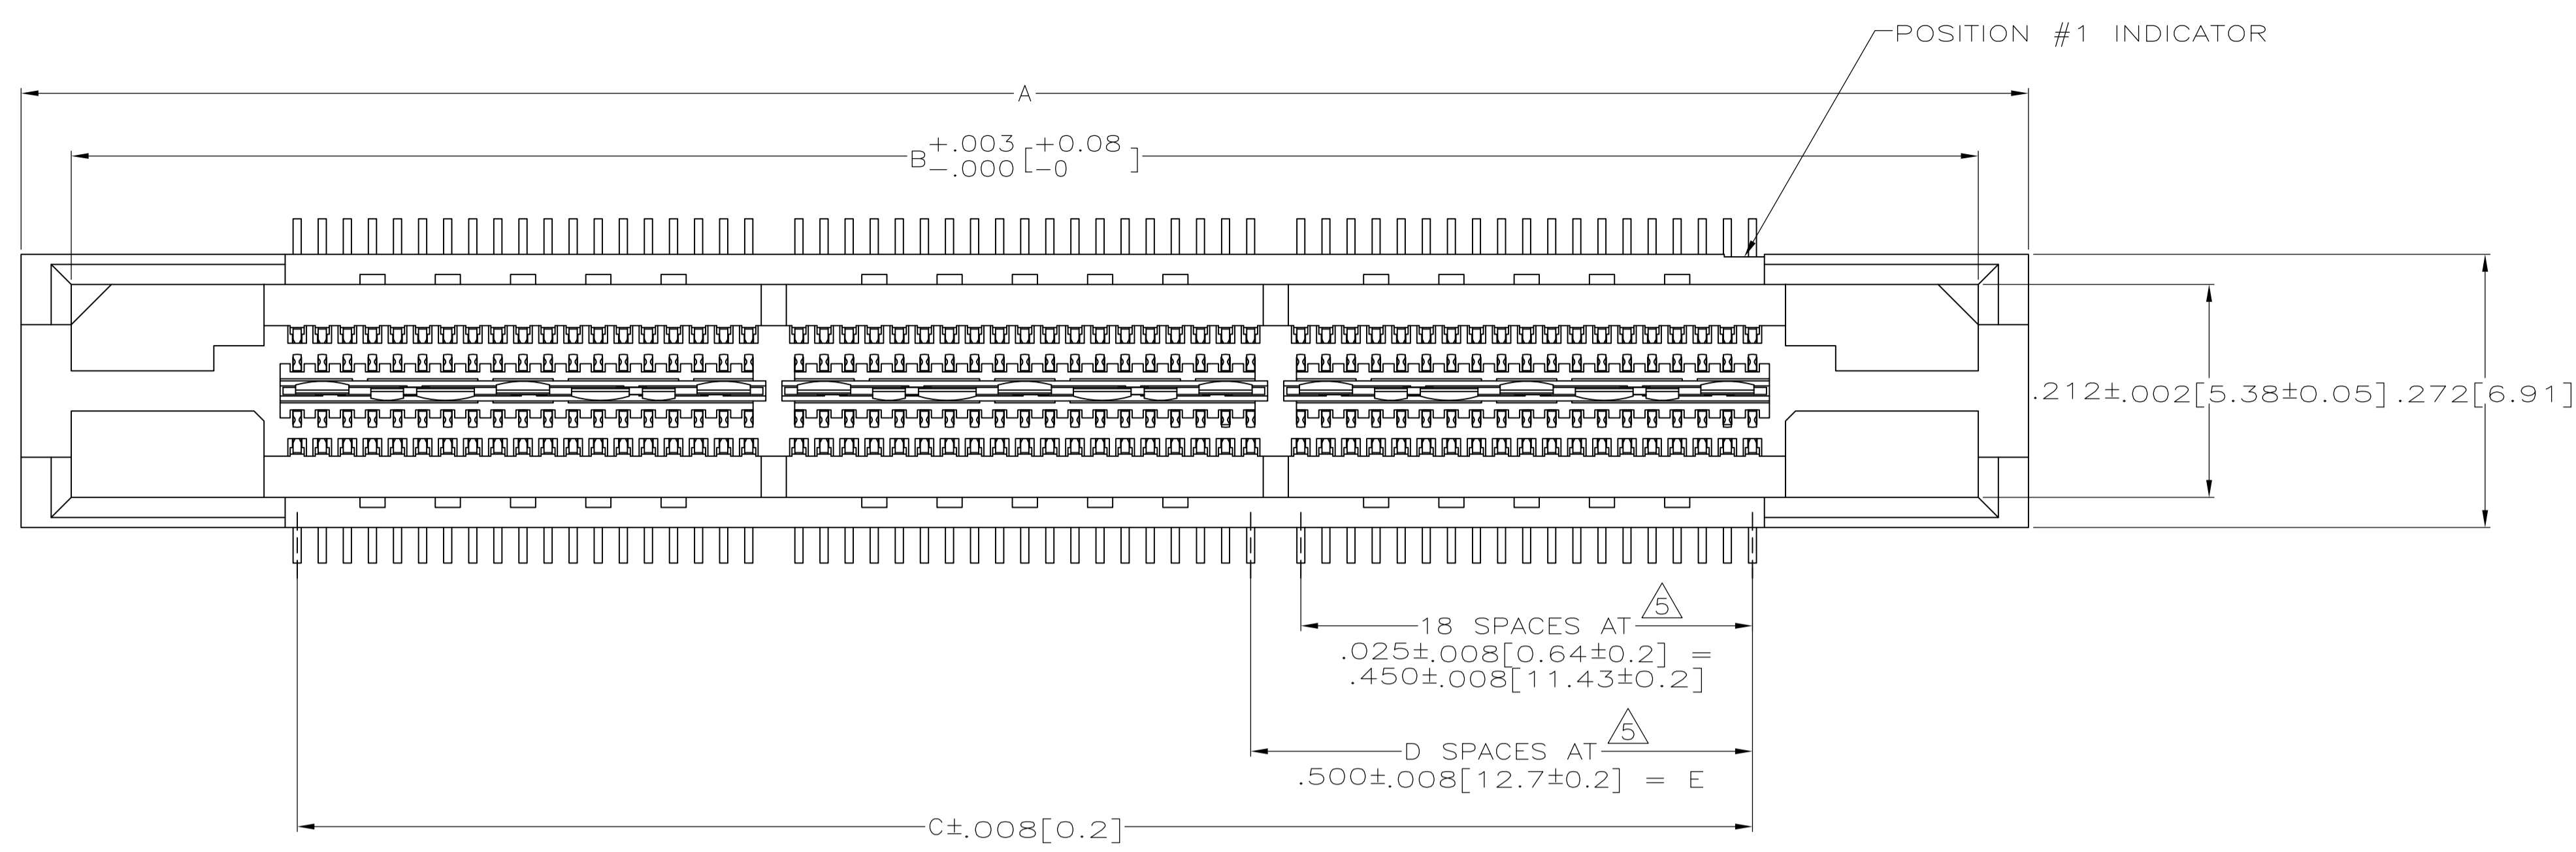 POSITION #1 INDICATOR
A
B +.003 [+0.08
-.000 [-0 ]
.212±.002[5.38±0.05]
.272[6.91]
5
18 SPACES AT
.025±.008[0.64±0.2] =
.450±.008[11.43±0.2]
5
D SPACES AT
.500±.008[12.7±0.2] = E
C±.008[0.2]